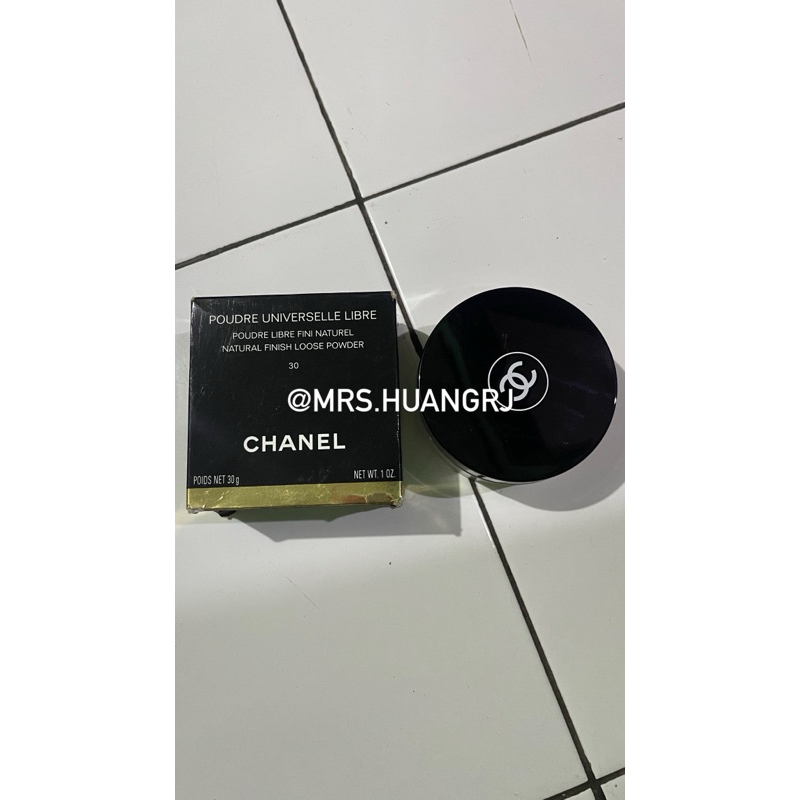 POUDRE UNIVERSELLE LIBRE
POUDRE LIBRE FINI NATUREL
NATURAL FINISH LOOSE POWDER
30
@MRS.HUANGRJ
CHANEL
POIDS NET 30 g
NET WT. 1 OZ.